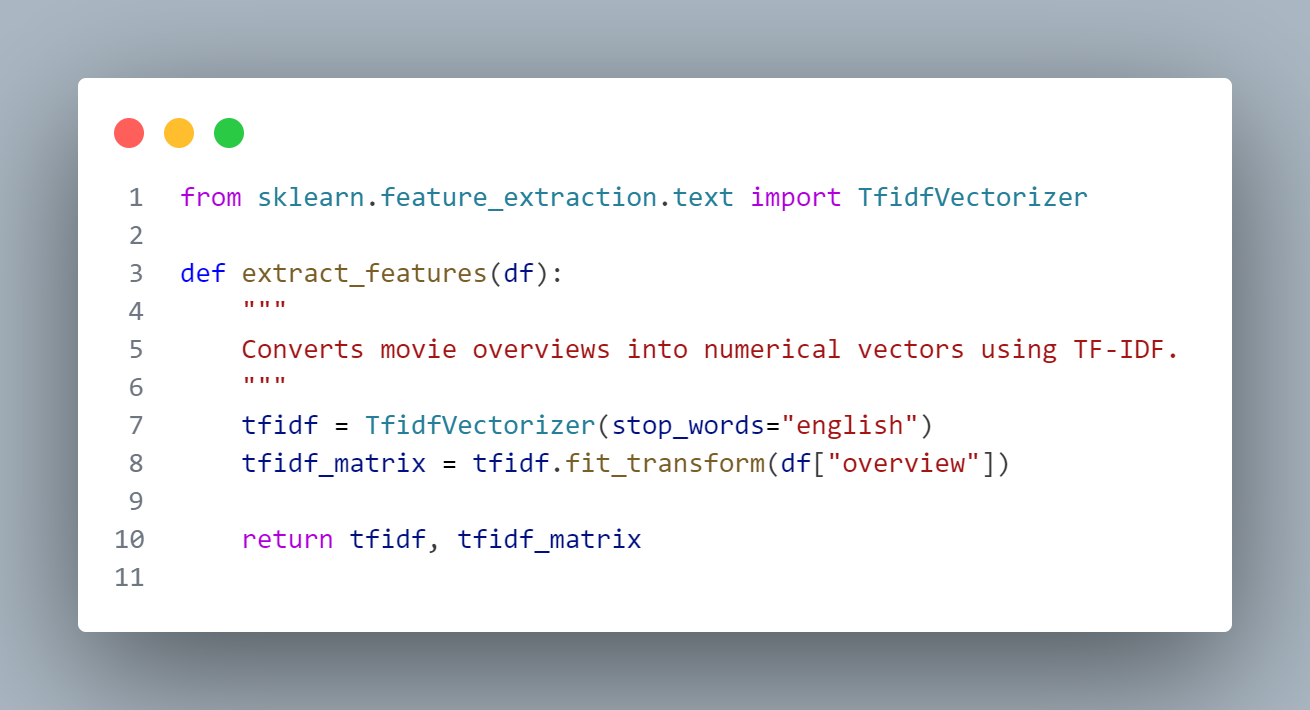 1 from sklearn.feature_extraction.text import TfidfVectorizer
2
3 def extract_features(df):
4     """
5     Converts movie overviews into numerical vectors using TF-IDF.
6     """
7     tfidf = TfidfVectorizer(stop_words="english")
8     tfidf_matrix = tfidf.fit_transform(df["overview"])
9
10     return tfidf, tfidf_matrix
11